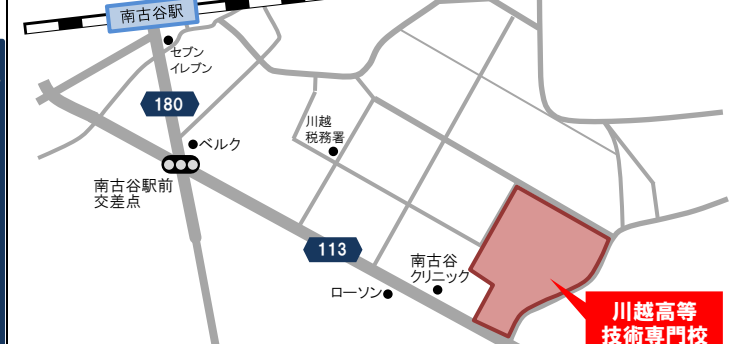 南古谷駅
セブン
イレブン
180
ベルク
川越
税務署
南古谷駅前
交差点
113
南古谷
クリニック
ローソン
川越高等
技術専門校